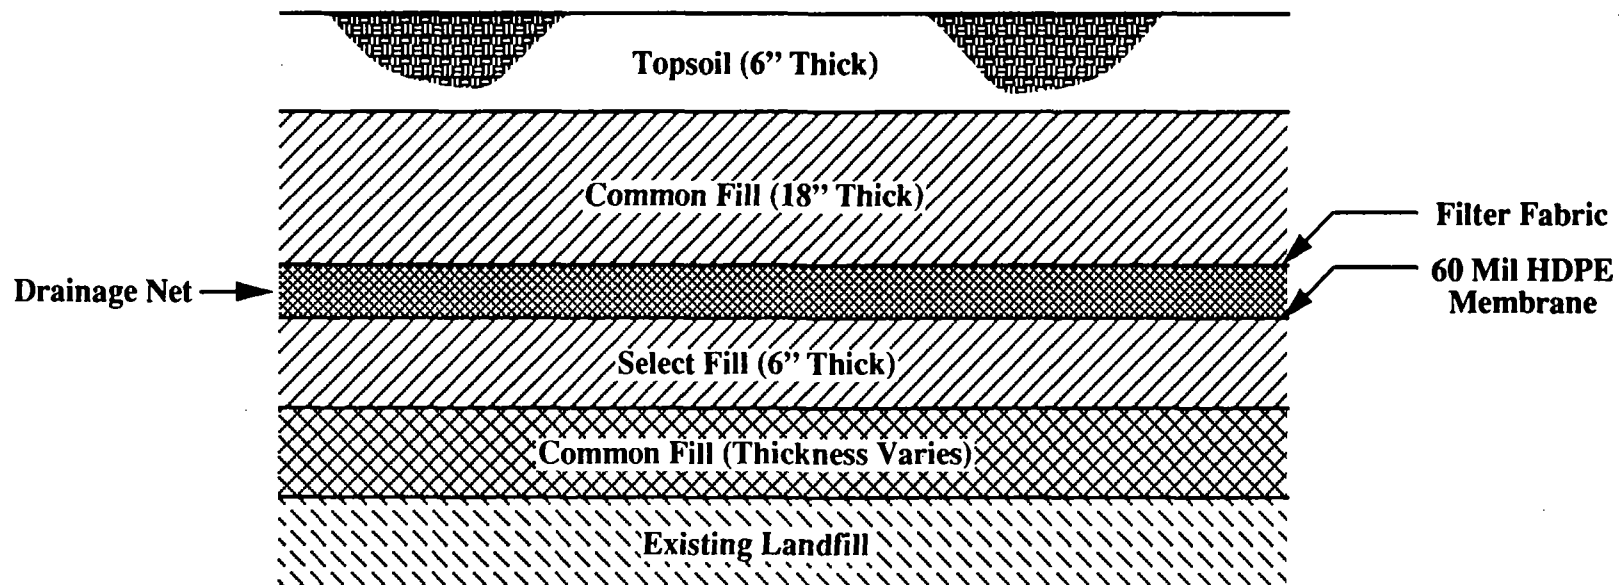 Topsoil (6” Thick)
Common Fill (18” Thick)
Filter Fabric
Drainage Net
60 Mil HDPE
Membrane
Select Fill (6” Thick)
Common Fill (Thickness Varies)
Existing Landfill